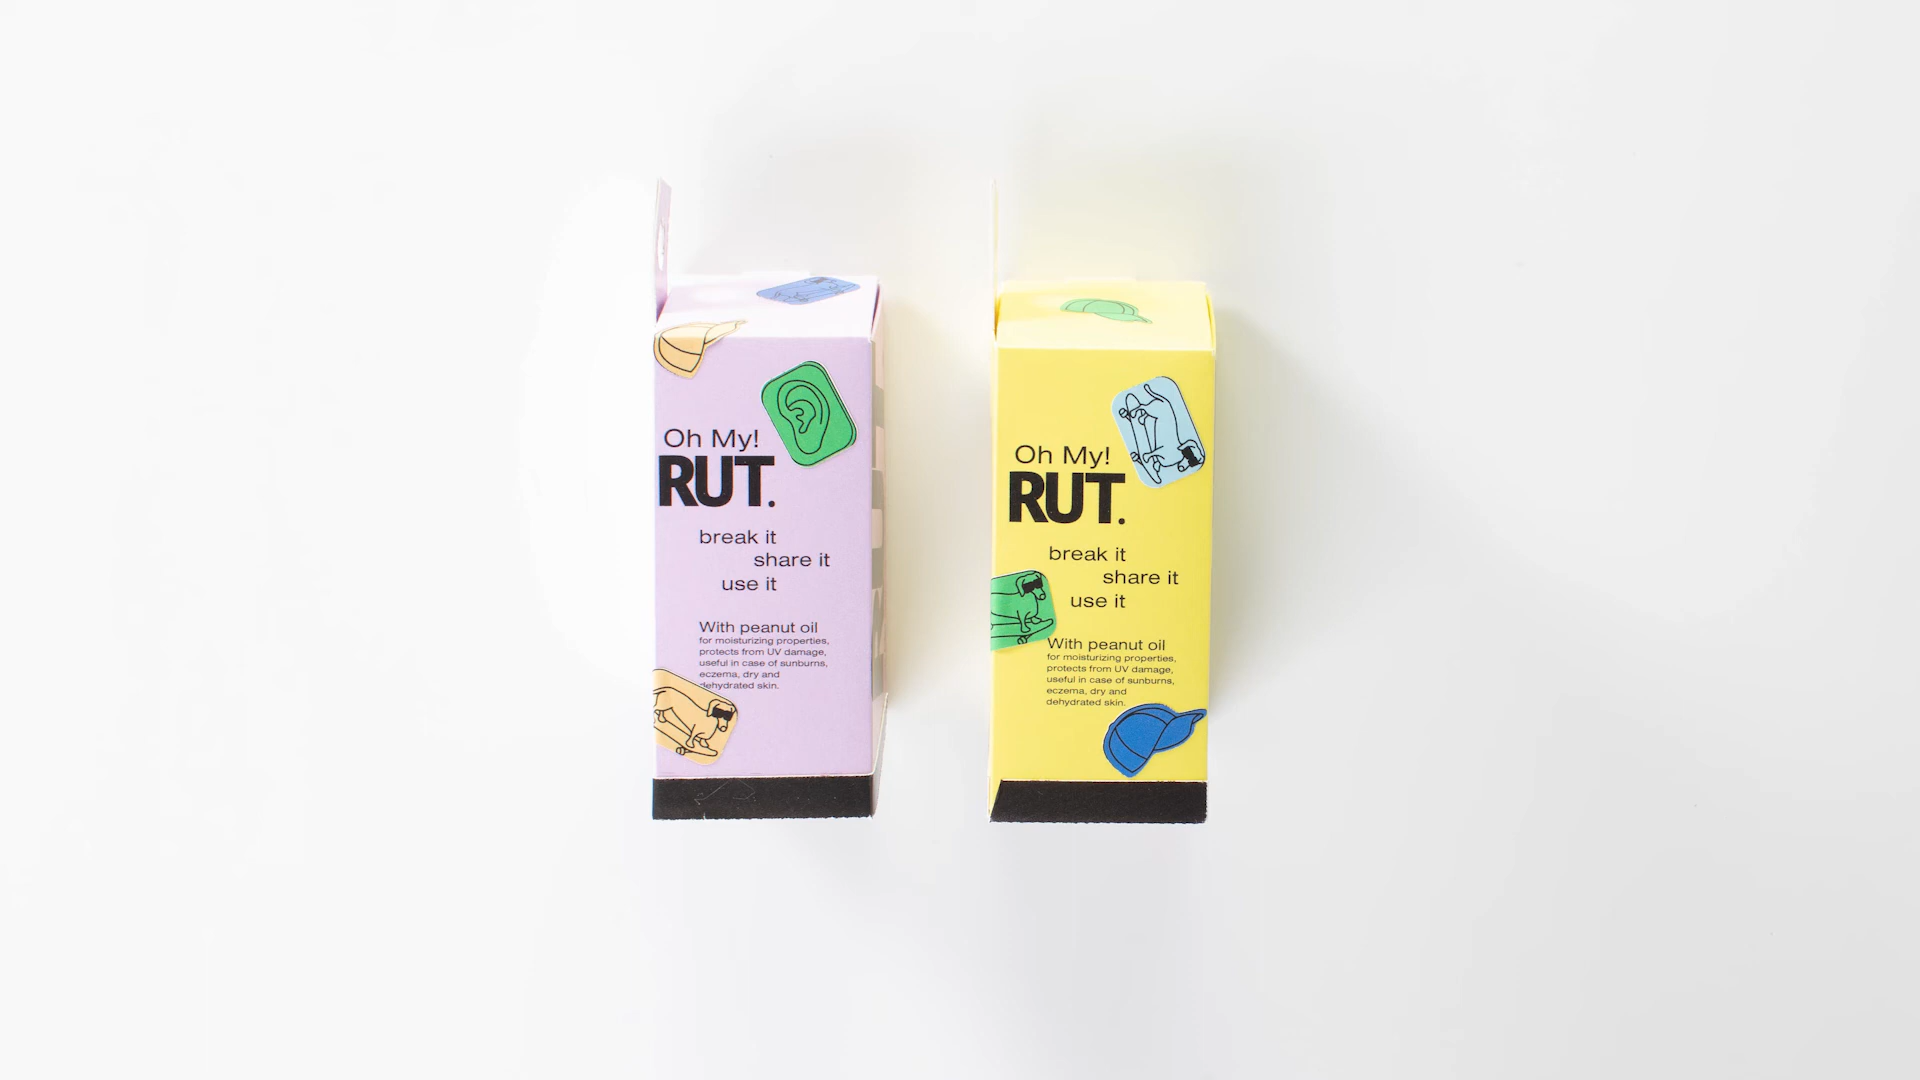 Oh My!
RUT.
break it
share it
use it
With peanut oil
for moisturizing properties,
protects from UV damage,
useful in case of sunburns,
eczema, dry and
dehydrated skin.
Oh My!
RUT.
break it
share it
use it
With peanut oil
for moisturizing properties,
protects from UV damage,
useful in case of sunburns,
eczema, dry and
dehydrated skin.